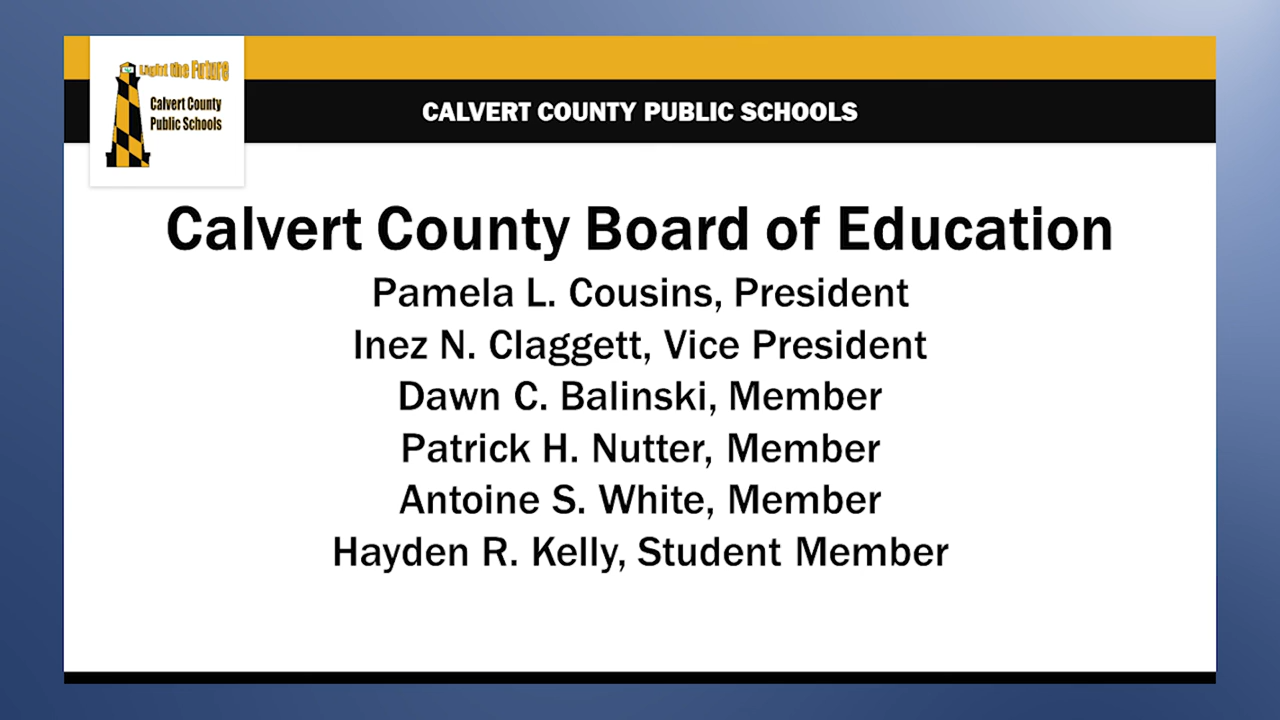 Light the Future
Calvert County
Public Schools
CALVERT COUNTY PUBLIC SCHOOLS
Calvert County Board of Education
Pamela L. Cousins, President
Inez N. Claggett, Vice President
Dawn C. Balinski, Member
Patrick H. Nutter, Member
Antoine S. White, Member
Hayden R. Kelly, Student Member